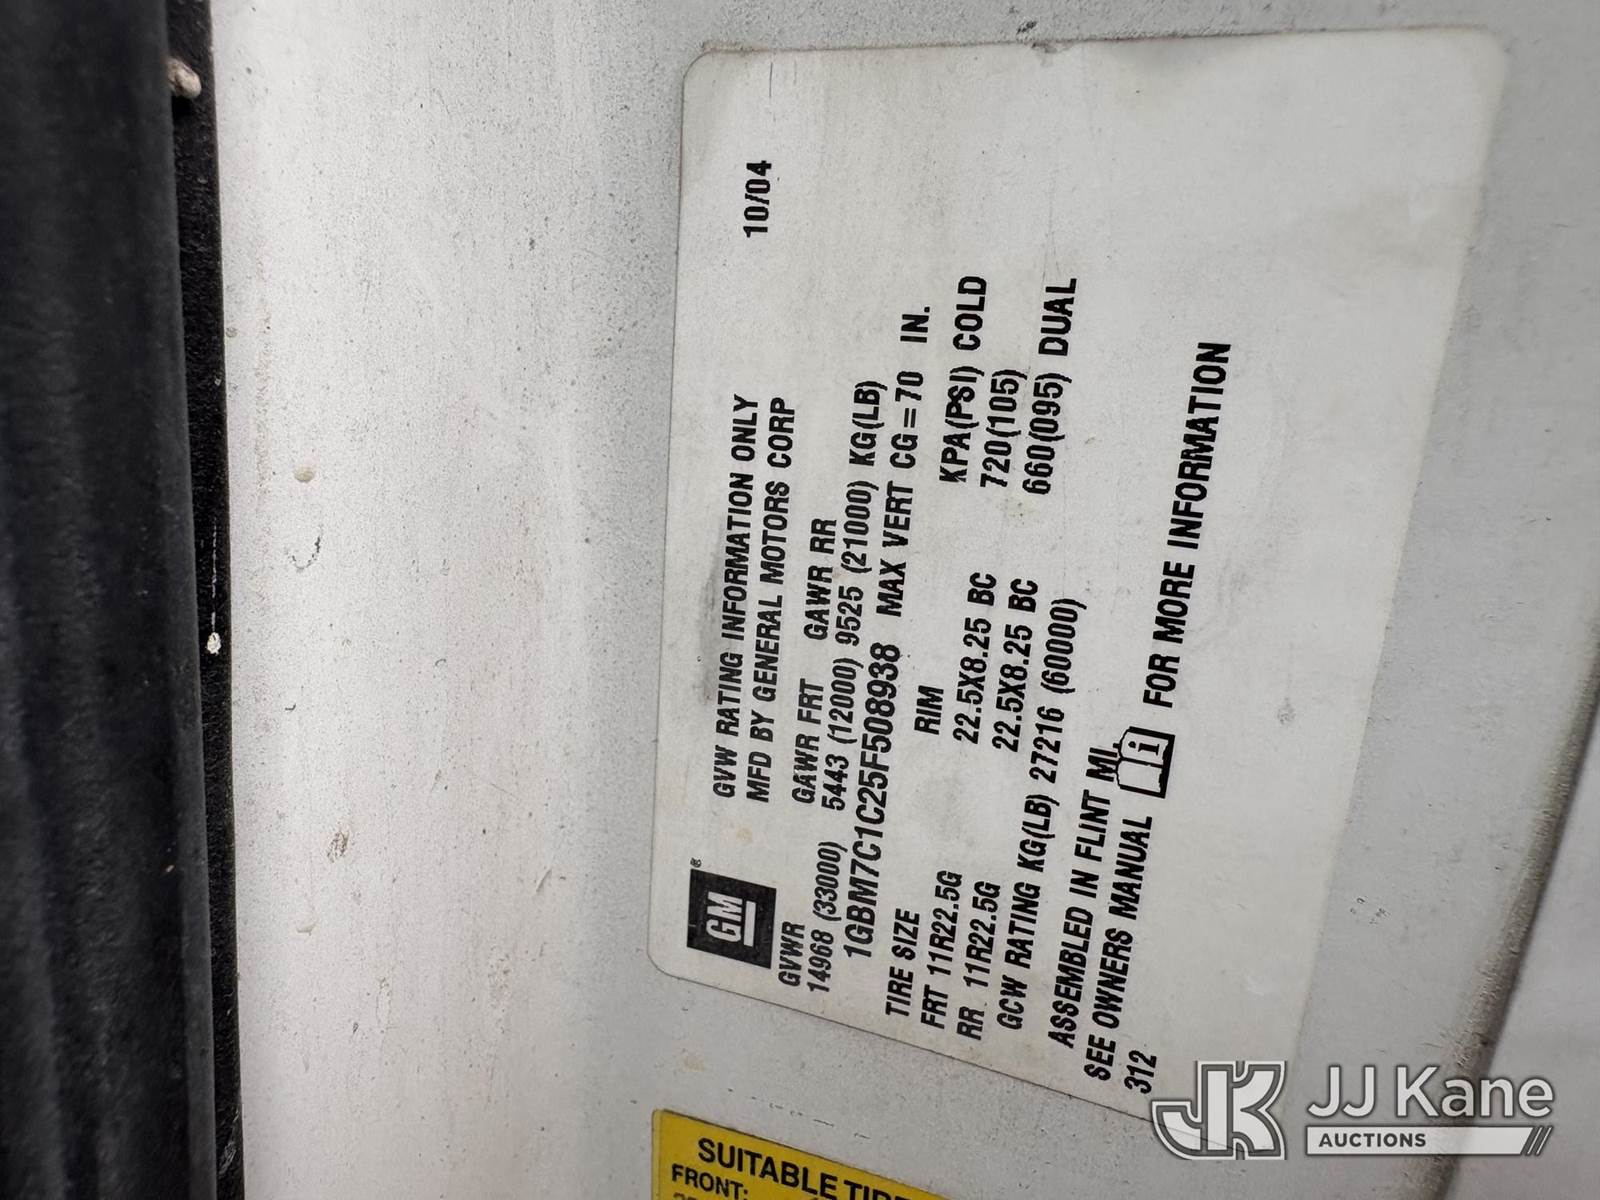 GM
GVW RATING INFORMATION ONLY
MFD BY GENERAL MOTORS CORP 10/04
GVWR GAWR FRT GAWR RR
14968 (33000) 5443 (12000) 9525 (21000) KG(LB)
1GBM7C1C25F508938 MAX VERT CG=70 IN.
TIRE SIZE RIM KPA(PSI) COLD
FRT 11R22.5G 22.5X8.25 BC 720(105)
RR 11R22.5G 22.5X8.25 BC 660(095) DUAL
GCW RATING KG(LB) 27216 (60000)
ASSEMBLED IN FLINT MI,
SEE OWNERS MANUAL i FOR MORE INFORMATION
312
SUITABLE
FRONT:
JK JJ Kane
AUCTIONS